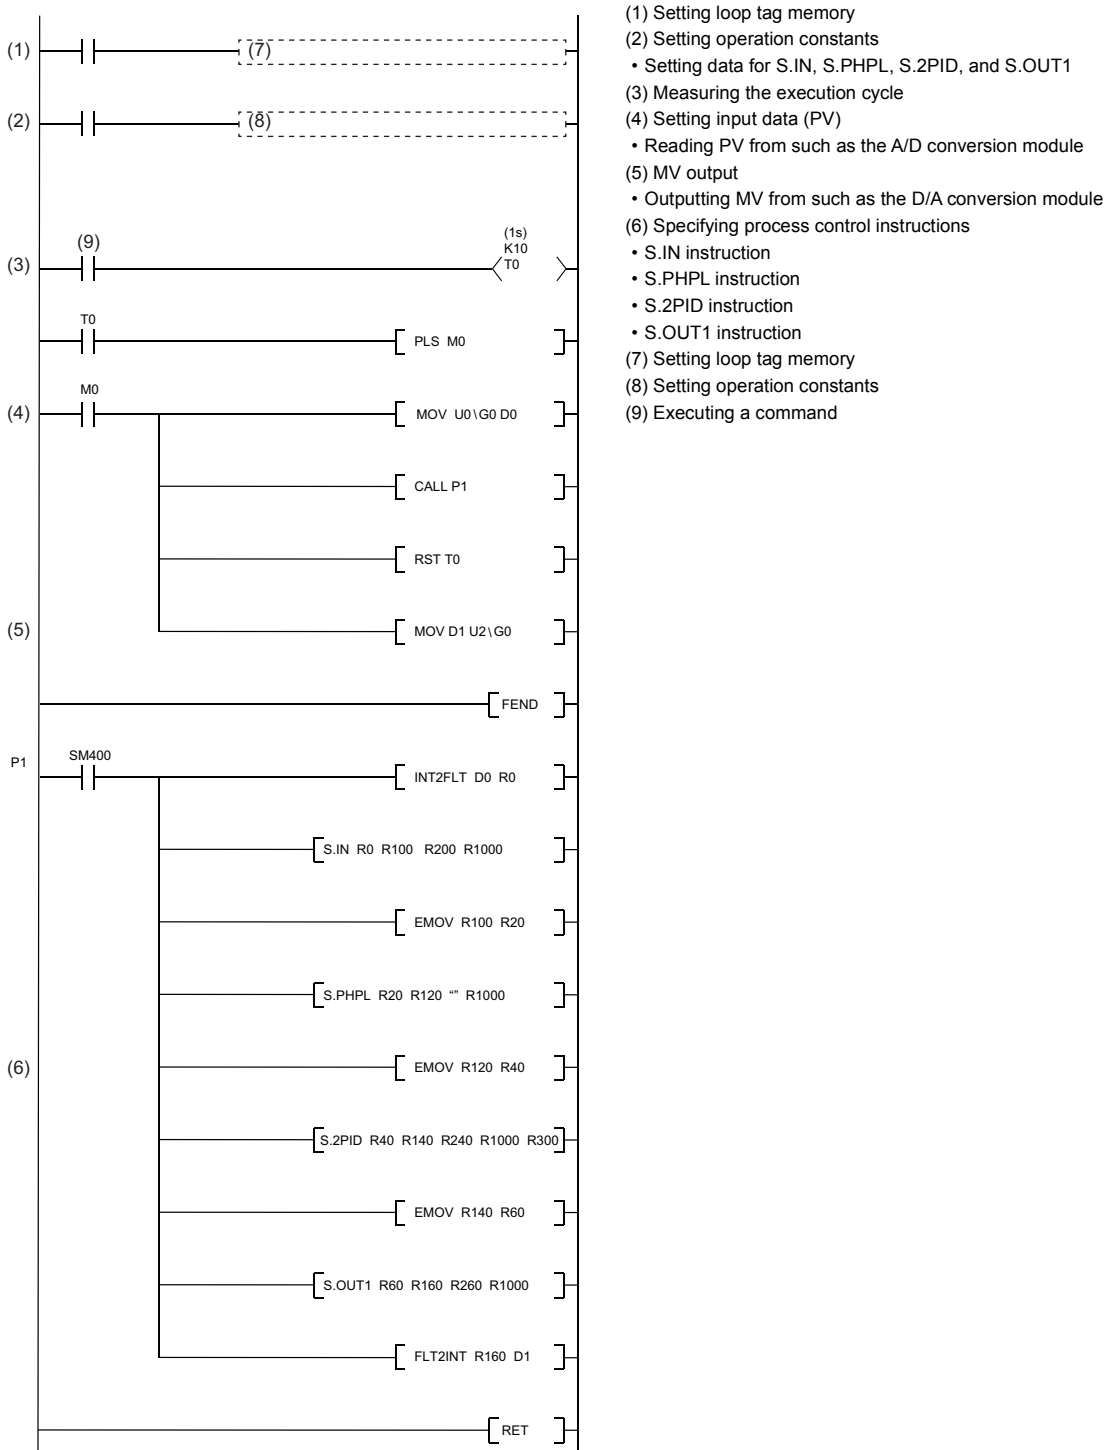 (1) (7)
(2) (8)
(9) (1s)
K10
(3) T0
T0
PLS M0
M0
(4) MOV U0\G0 D0
CALL P1
RST T0
(5) MOV D1 U2\G0
FEND
P1 SM400
INT2FLT D0 R0
S.IN R0 R100 R200 R1000
EMOV R100 R20
S.PHPL R20 R120 “” R1000
(6) EMOV R120 R40
S.2PID R40 R140 R240 R1000 R300
EMOV R140 R60
S.OUT1 R60 R160 R260 R1000
FLT2INT R160 D1
RET
(1) Setting loop tag memory
(2) Setting operation constants
• Setting data for S.IN, S.PHPL, S.2PID, and S.OUT1
(3) Measuring the execution cycle
(4) Setting input data (PV)
• Reading PV from such as the A/D conversion module
(5) MV output
• Outputting MV from such as the D/A conversion module
(6) Specifying process control instructions
• S.IN instruction
• S.PHPL instruction
• S.2PID instruction
• S.OUT1 instruction
(7) Setting loop tag memory
(8) Setting operation constants
(9) Executing a command